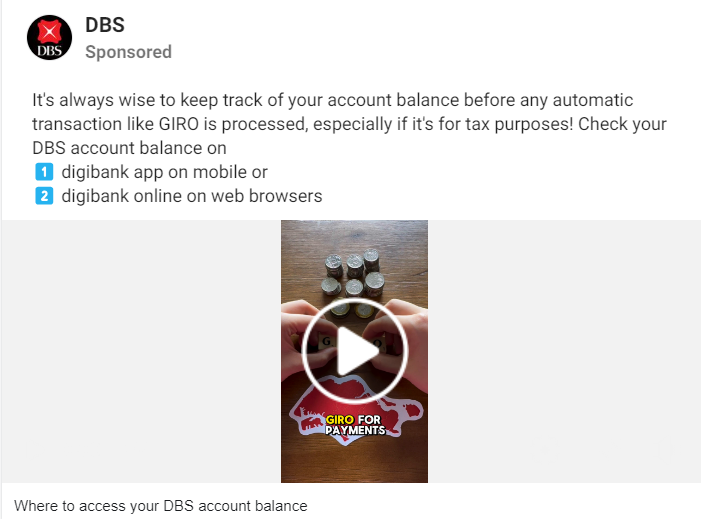 DBS
DBS
Sponsored
It's always wise to keep track of your account balance before any automatic
transaction like GIRO is processed, especially if it's for tax purposes! Check your
DBS account balance on
1 digibank app on mobile or
2 digibank online on web browsers
G
GIRO FOR
PAYMENTS
Where to access your DBS account balance